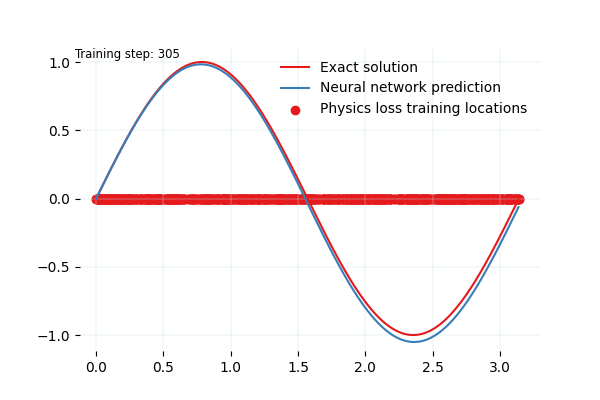 Training step: 305
Exact solution
Neural network prediction
Physics loss training locations
1.0
0.5
0.0
−0.5
−1.0
0.0 0.5 1.0 1.5 2.0 2.5 3.0